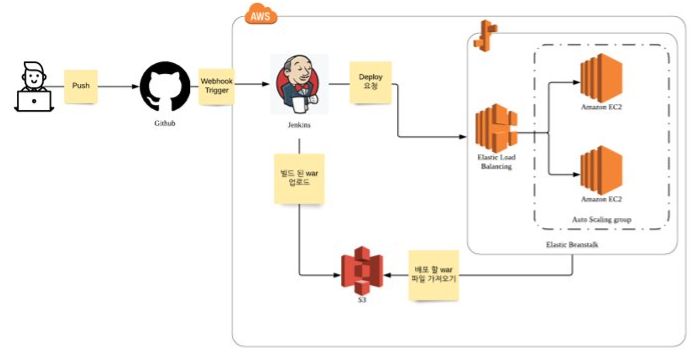 AWS
Push
Github
Webhook
Trigger
Jenkins
Deploy
요청
Elastic Load
Balancing
Amazon EC2
Amazon EC2
Auto Scaling group
Elastic Beanstalk
빌드 된 war
업로드
S3
배포 할 war
파일 가져오기